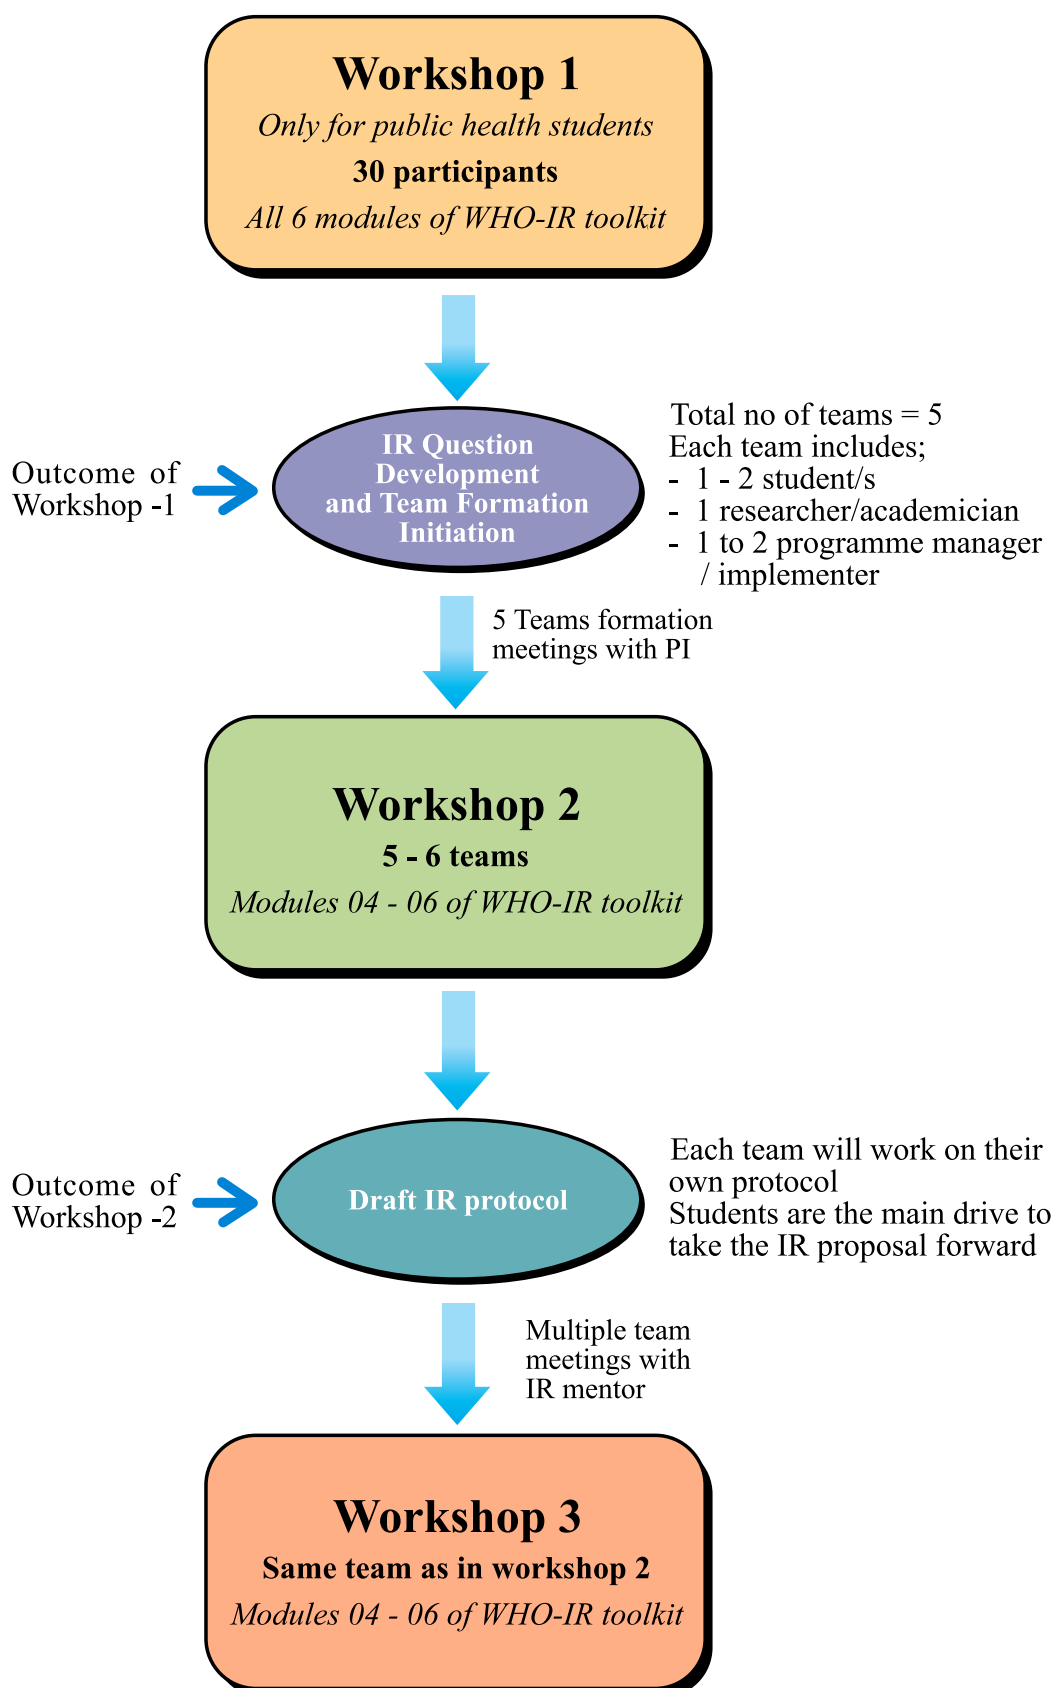 Workshop 1
Only for public health students
30 participants
All 6 modules of WHO-IR toolkit
Outcome of
Workshop -1
IR Question
Development
and Team Formation
Initiation
Total no of teams = 5
Each team includes;
- 1 - 2 student/s
- 1 researcher/academician
- 1 to 2 programme manager
/ implementer
5 Teams formation
meetings with PI
Workshop 2
5 - 6 teams
Modules 04 - 06 of WHO-IR toolkit
Outcome of
Workshop -2
Draft IR protocol
Each team will work on their
own protocol
Students are the main drive to
take the IR proposal forward
Multiple team
meetings with
IR mentor
Workshop 3
Same team as in workshop 2
Modules 04 - 06 of WHO-IR toolkit